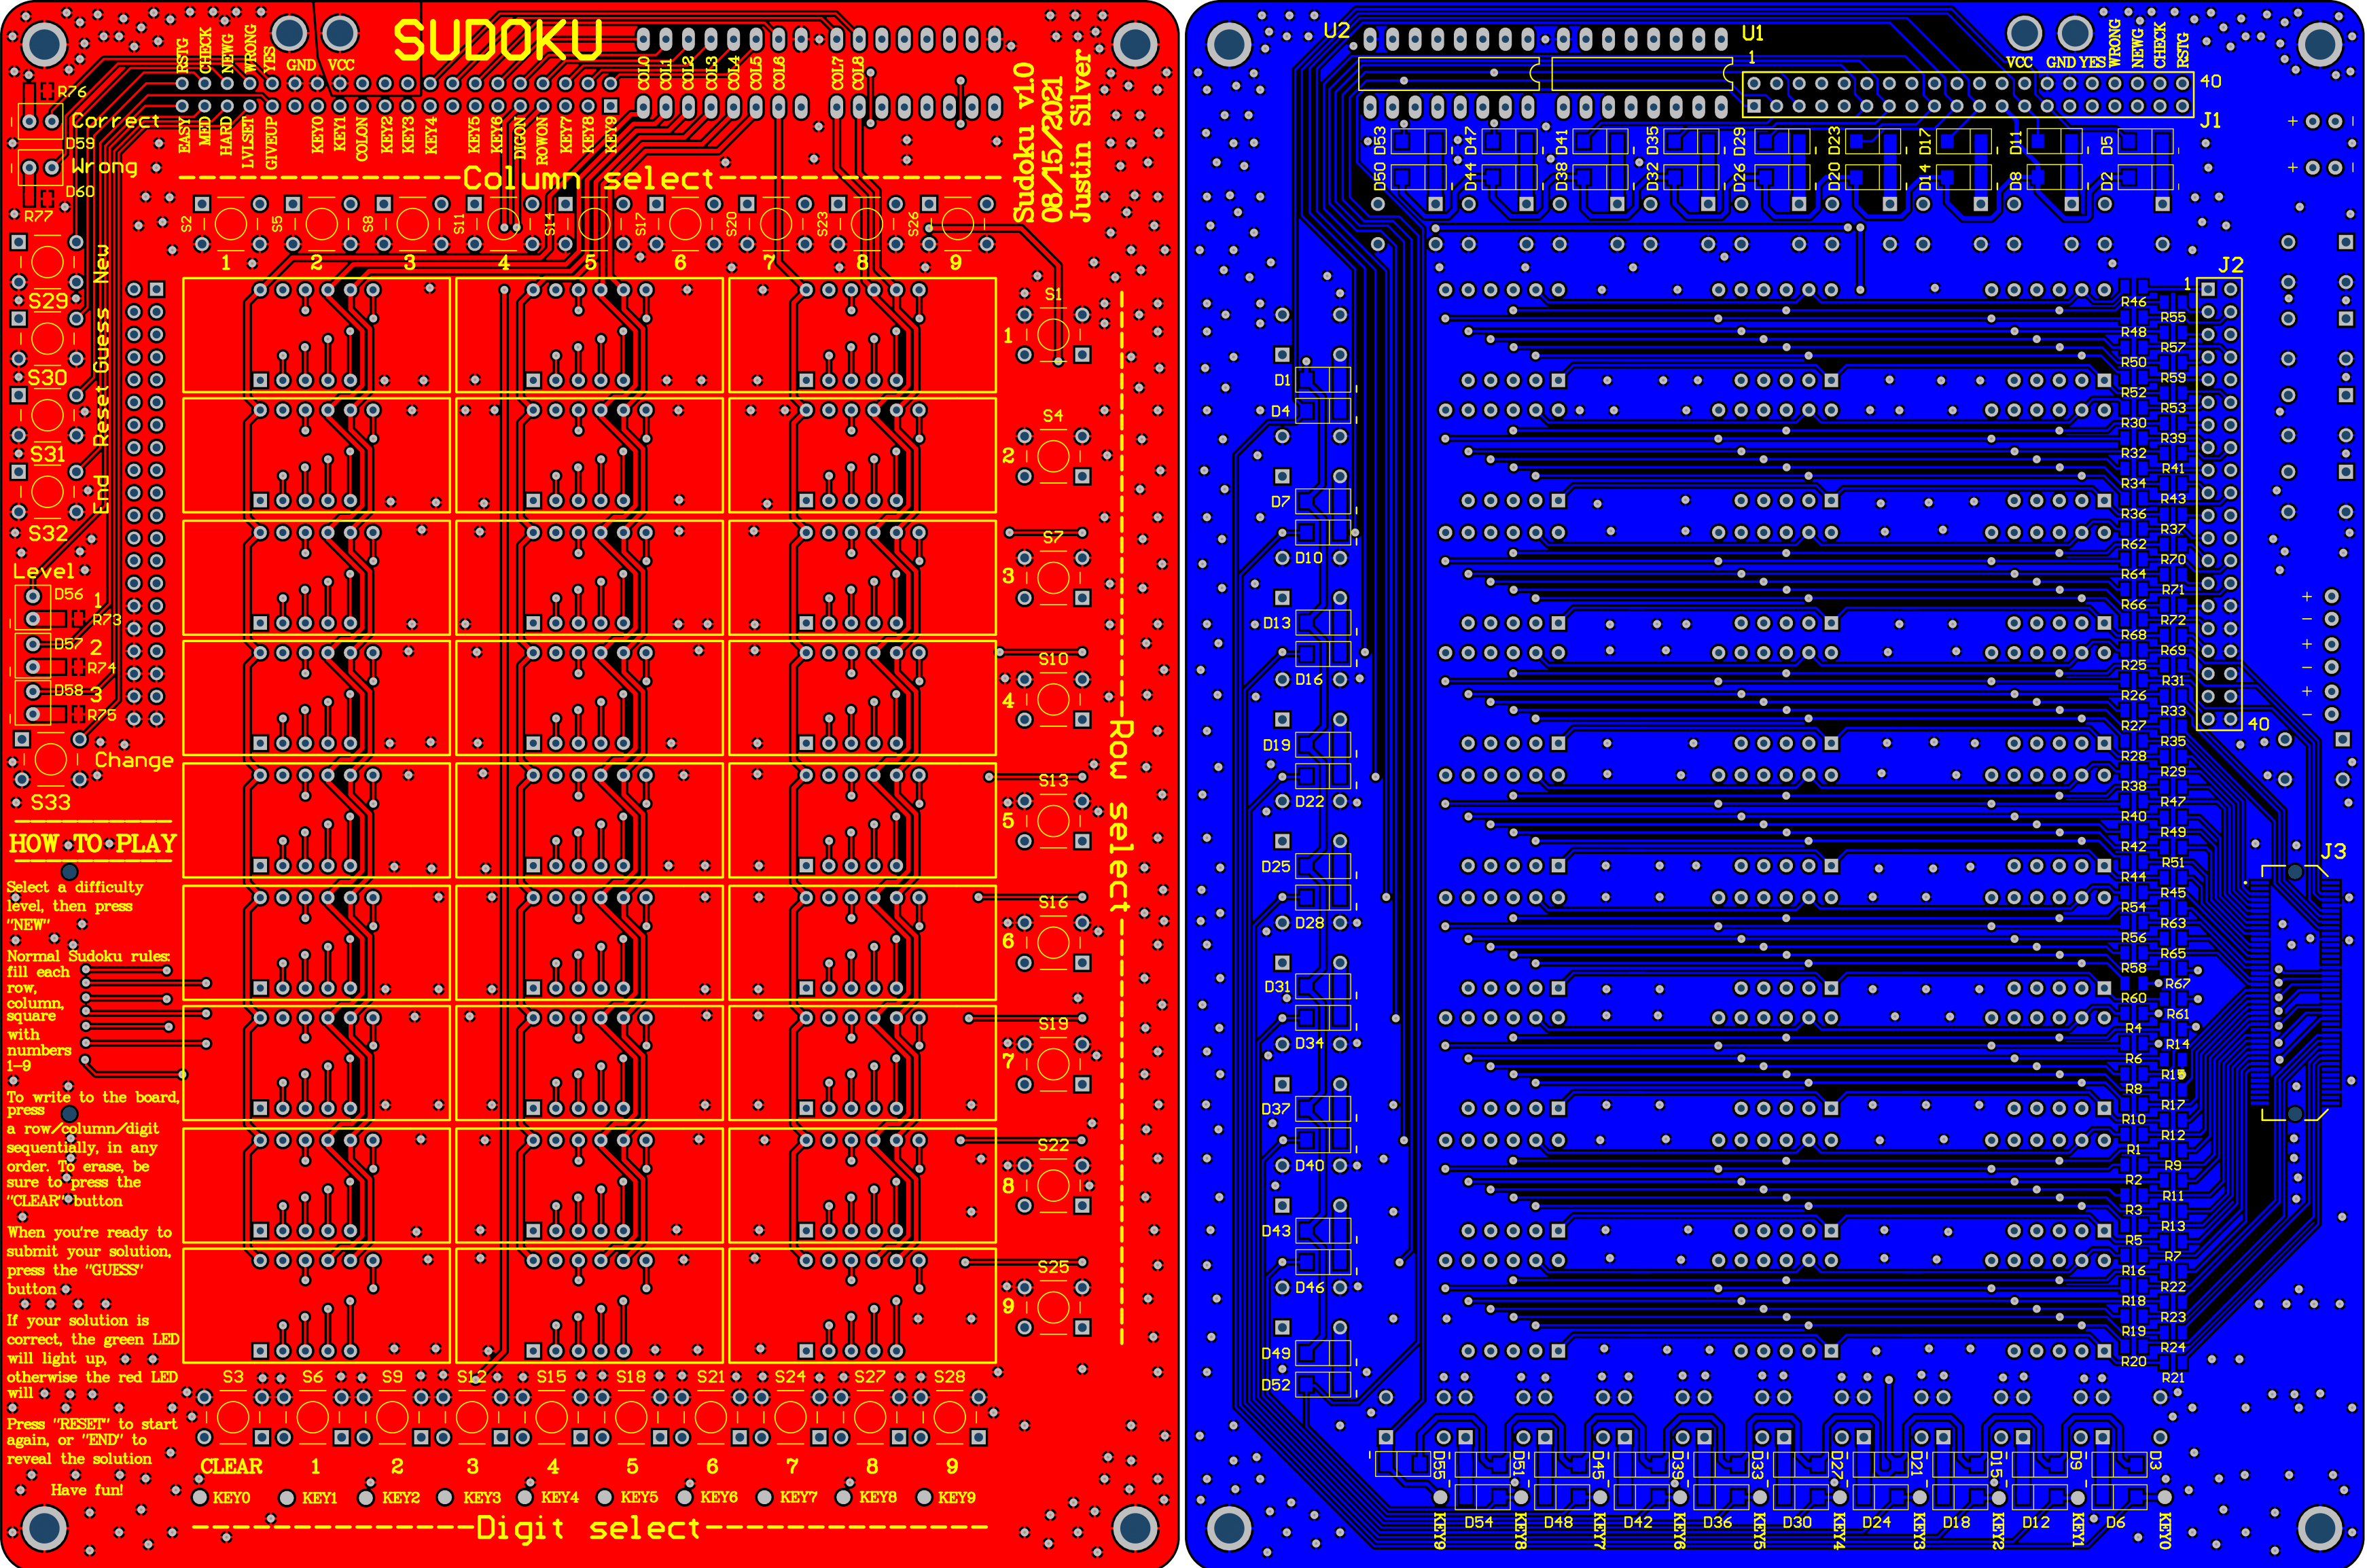 SUDOKU
RSTG
CHECK
NEWG
WRONG
YES
GND
VCC
EASY
MED
HARD
LVLSET
GIVEUP
KEY0
KEY1
COLON
KEY2
KEY3
KEY4
KEY5
KEY6
DIGON
ROWON
KEY7
KEY8
KEY9
COL0
COL1
COL2
COL3
COL4
COL5
COL6
COL7
COL8
Sudoku v1.0
08/15/2021
Justin Silver
R76
Correct
D59
Wrong
D60
R77
Column select
S2
S5
S8
S11
S14
S17
S20
S23
S26
1
2
3
4
5
6
7
8
9
New
S29
Guess
S30
Reset
S31
End
S32
Level
D56
1
R73
D57
2
R74
D58
3
R75
Change
S33
HOW TO PLAY
Select a difficulty
level, then press
"NEW"
Normal Sudoku rules:
fill each
row,
column,
square
with
numbers
1-9
To write to the board,
press
a row/column/digit
sequentially, in any
order. To erase, be
sure to press the
"CLEAR" button
When you're ready to
submit your solution,
press the "GUESS"
button
If your solution is
correct, the green LED
will light up,
otherwise the red LED
will
Press "RESET" to start
again, or "END" to
reveal the solution
Have fun!
S1
1
S4
2
S7
3
S10
4
S13
5
S16
6
S19
7
S22
8
S25
9
Row select
S3
S6
S9
S12
S15
S18
S21
S24
S27
S28
CLEAR
1
2
3
4
5
6
7
8
9
KEY0
KEY1
KEY2
KEY3
KEY4
KEY5
KEY6
KEY7
KEY8
KEY9
Digit select
U2
U1
1
VCC
GND
YES
WRONG
NEWG
CHECK
RSTG
40
J1
D53
D47
D41
D35
D29
D23
D17
D11
D5
D50
D44
D38
D32
D26
D20
D14
D8
D2
J2
1
40
J3
D1
D4
D7
D10
D13
D16
D19
D22
D25
D28
D31
D34
D37
D40
D43
D46
D49
D52
R46
R55
R48
R57
R50
R59
R52
R53
R30
R39
R32
R41
R34
R43
R36
R37
R62
R70
R64
R71
R66
R72
R68
R69
R25
R31
R26
R33
R27
R35
R28
R29
R38
R47
R40
R49
R42
R51
R44
R45
R54
R63
R56
R65
R58
R67
R60
R61
R4
R14
R6
R15
R8
R17
R10
R12
R1
R9
R2
R11
R3
R13
R5
R7
R16
R22
R18
R23
R19
R24
R20
R21
D55
D51
D45
D39
D33
D27
D21
D15
D9
D3
D54
D48
D42
D36
D30
D24
D18
D12
D6
KEY9
KEY8
KEY7
KEY6
KEY5
KEY4
KEY3
KEY2
KEY1
KEY0